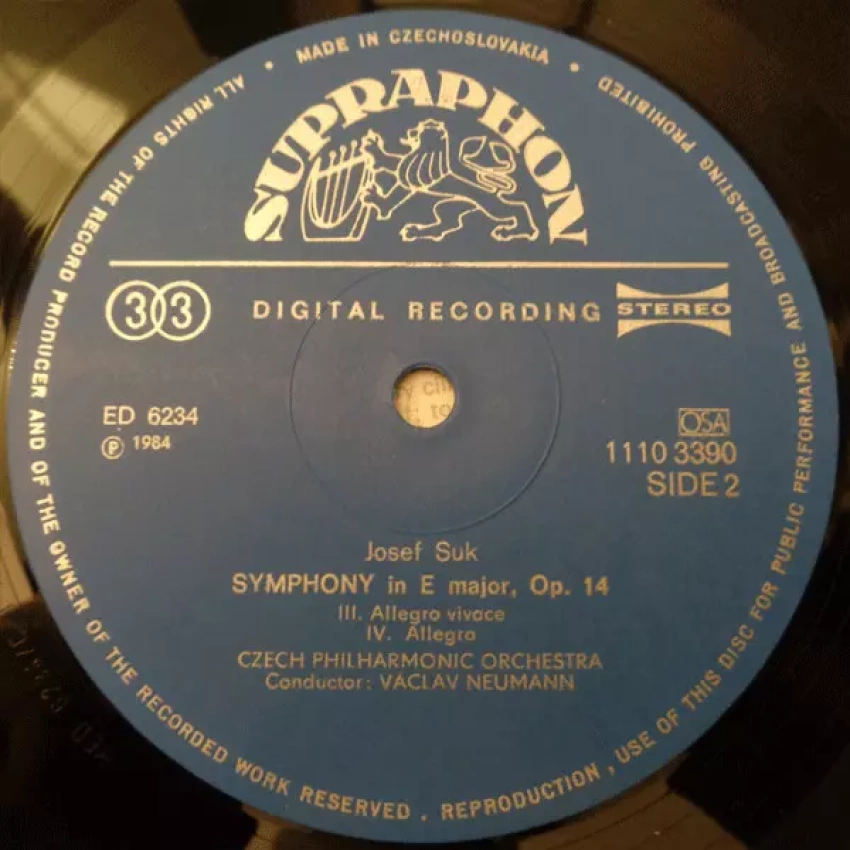 MADE IN CZECHOSLOVAKIA
ALL RIGHTS OF THE RECORD PRODUCER AND OF THE OWNER OF THE RECORDED WORK RESERVED . REPRODUCTION, USE OF THIS DISC FOR PUBLIC PERFORMANCE AND BROADCASTING PROHIBITED
SUPRAPHON
33 DIGITAL RECORDING STEREO
ED 6234
Ⓟ 1984
OSA
1110 3390
SIDE 2
Josef Suk
SYMPHONY in E major, Op. 14
III. Allegro vivace
IV. Allegro
CZECH PHILHARMONIC ORCHESTRA
Conductor: VÁCLAV NEUMANN